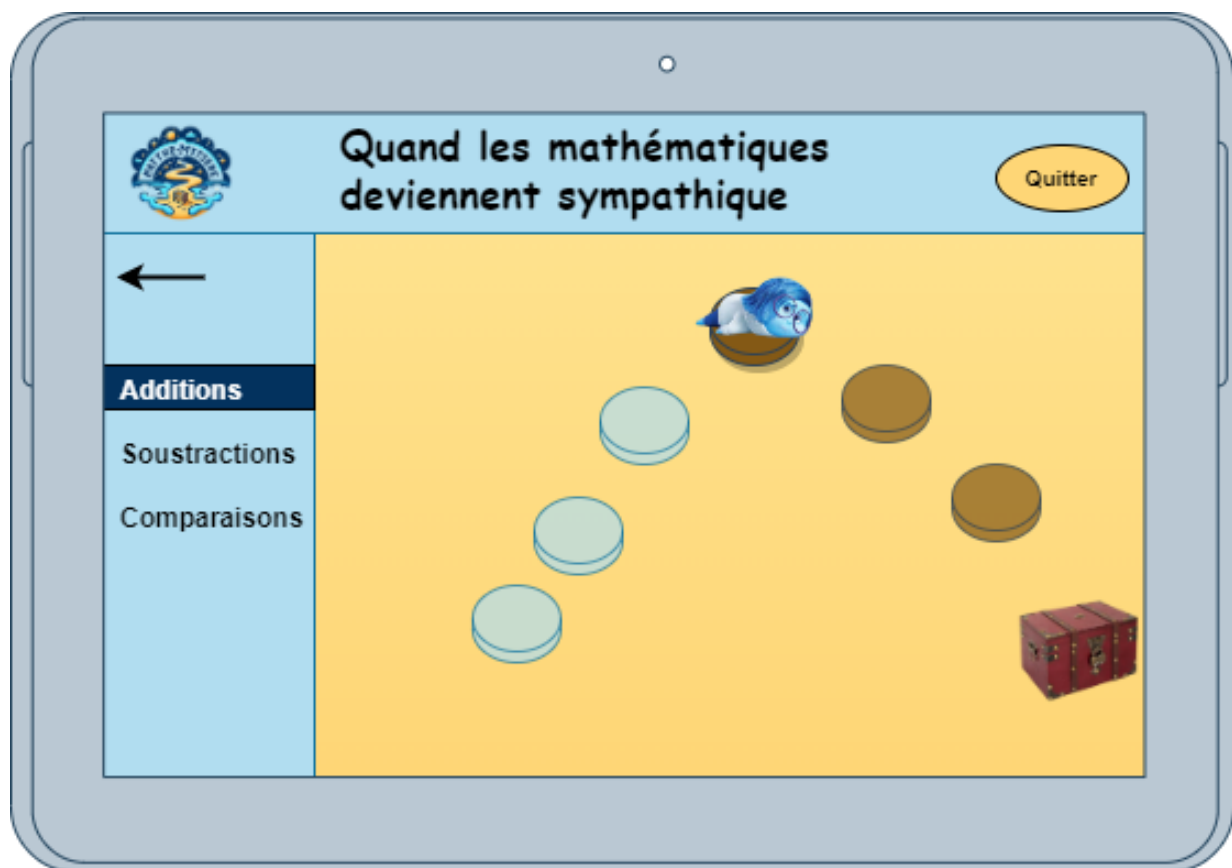 Quand les mathématiques
deviennent sympathique
Quitter
Additions
Soustractions
Comparaisons